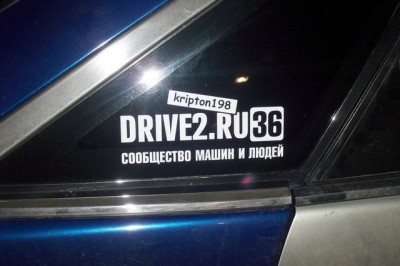 kripton198
DRIVE2.RU 36
СООБЩЕСТВО МАШИН И ЛЮДЕЙ